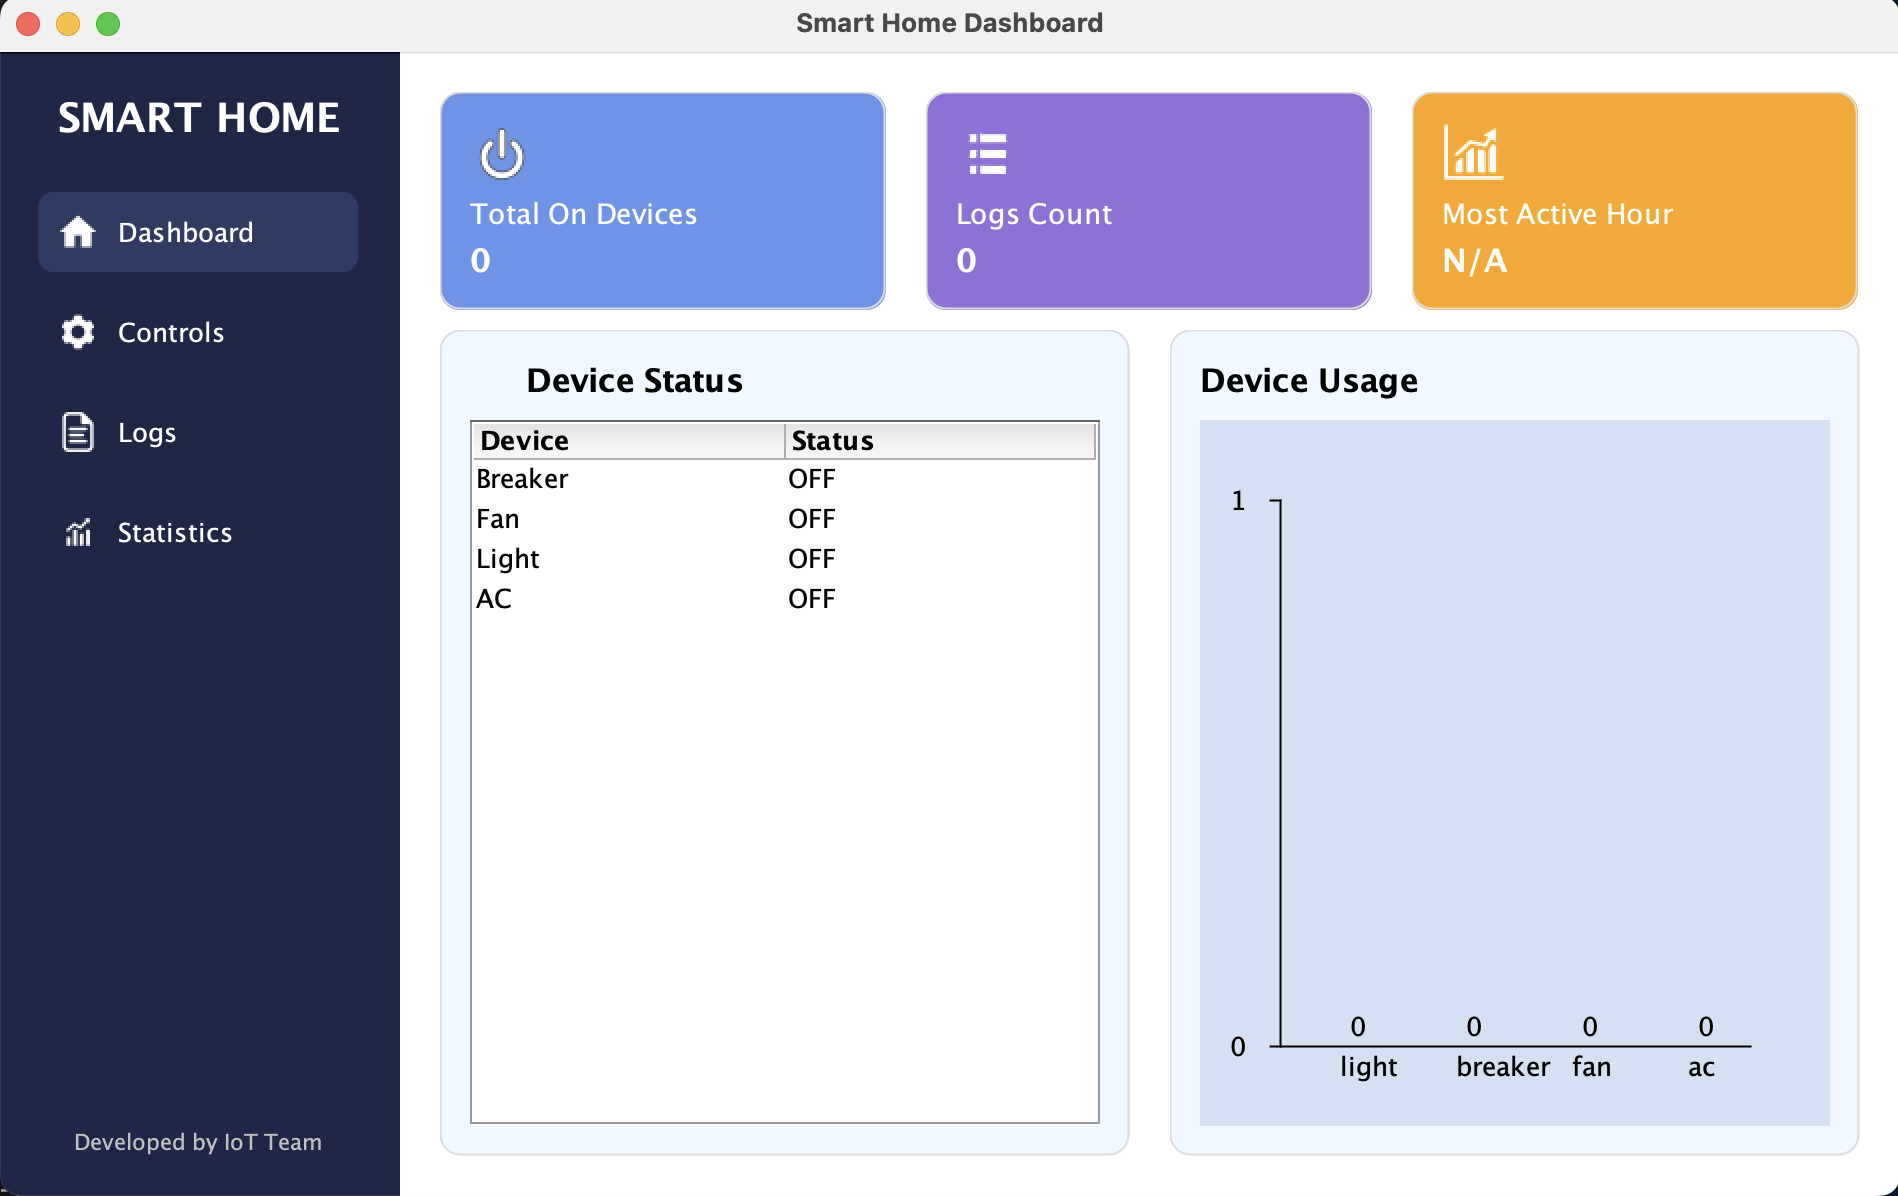 Smart Home Dashboard
SMART HOME
Dashboard
Controls
Logs
Statistics
Developed by IoT Team
Total On Devices
0
Logs Count
0
Most Active Hour
N/A
Device Status
Device Status
Breaker OFF
Fan OFF
Light OFF
AC OFF
Device Usage
1
0
0 0 0 0
light breaker fan ac